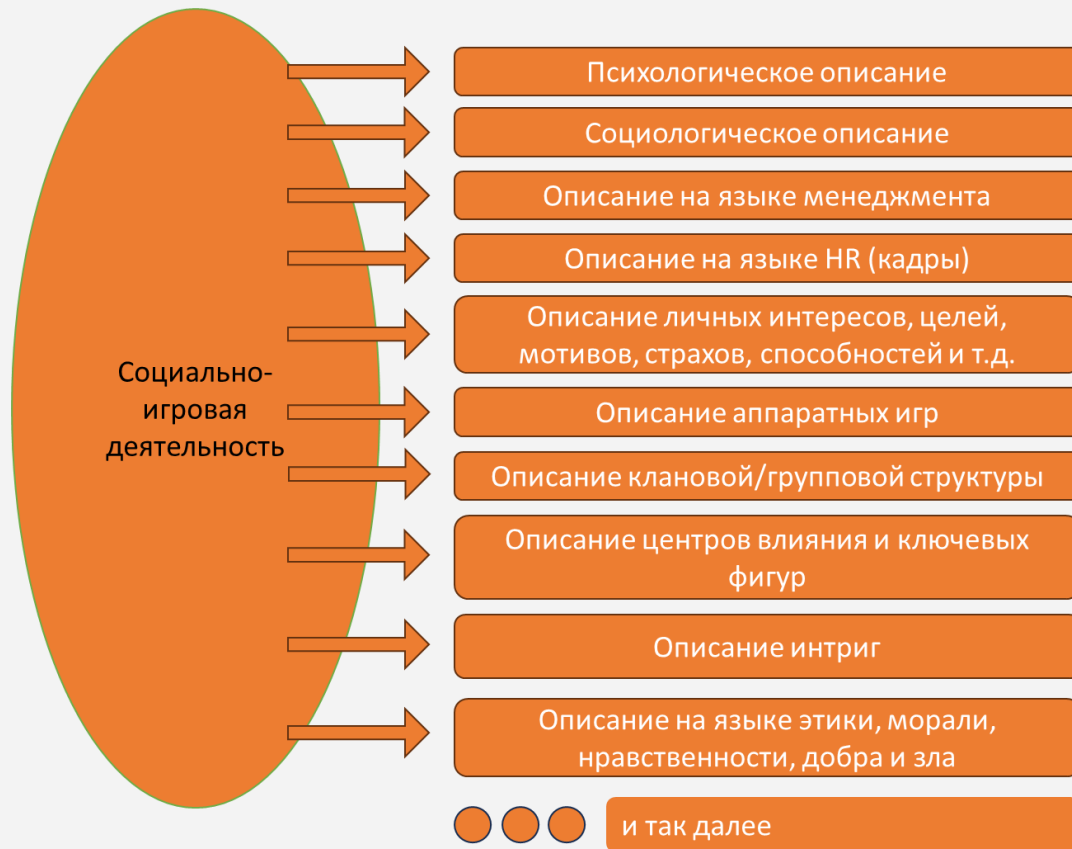 Психологическое описание
Социологическое описание
Описание на языке менеджмента
Описание на языке HR (кадры)
Описание личных интересов, целей,
мотивов, страхов, способностей и т.д.
Социально-
игровая
деятельность
Описание аппаратных игр
Описание клановой/групповой структуры
Описание центров влияния и ключевых
фигур
Описание интриг
Описание на языке этики, морали,
нравственности, добра и зла
и так далее